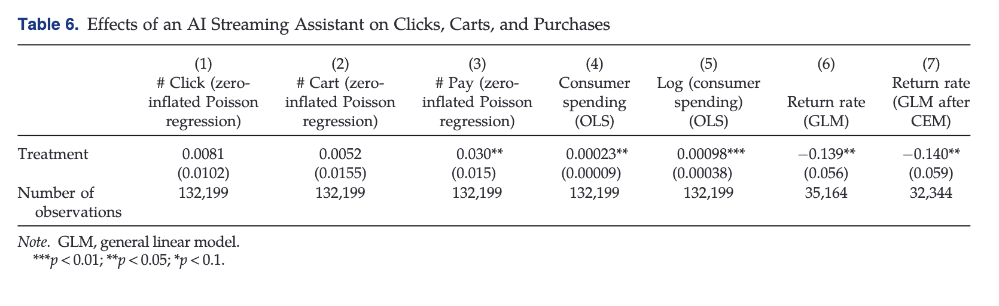 Table 6. Effects of an AI Streaming Assistant on Clicks, Carts, and Purchases
(1) (2) (3) (4) (5) (6) (7)
# Click (zero- # Cart (zero- # Pay (zero- Consumer Log (consumer Return rate
inflated Poisson inflated Poisson inflated Poisson spending spending) Return rate (GLM after
regression) regression) regression) (OLS) (OLS) (GLM) CEM)
Treatment 0.0081 0.0052 0.030** 0.00023** 0.00098*** −0.139** −0.140**
(0.0102) (0.0155) (0.015) (0.00009) (0.00038) (0.056) (0.059)
Number of 132,199 132,199 132,199 132,199 132,199 35,164 32,344
observations
Note. GLM, general linear model.
***p < 0.01; **p < 0.05; *p < 0.1.